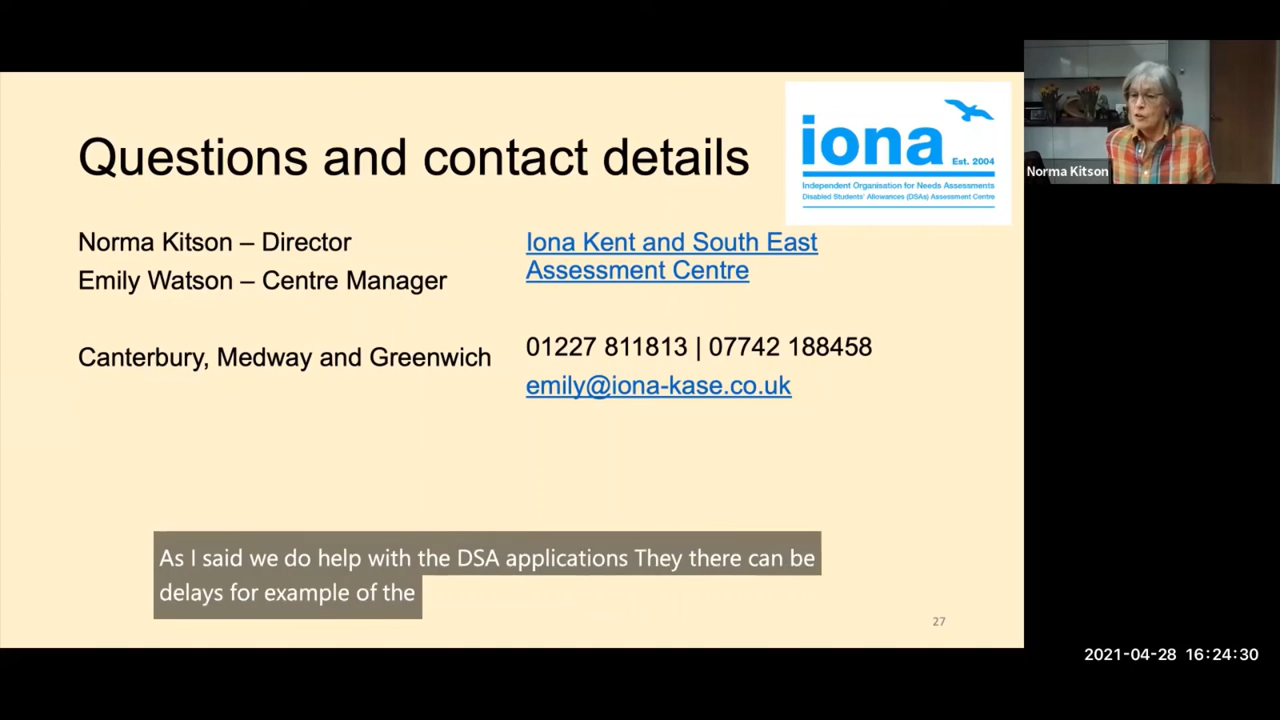 Questions and contact details
iona
Est. 2004
Independent Organisation for Needs Assessments
Disabled Students' Allowances (DSAs) Assessment Centre
Norma Kitson
Norma Kitson – Director
Emily Watson – Centre Manager
Canterbury, Medway and Greenwich
Iona Kent and South East
Assessment Centre
01227 811813 | 07742 188458
emily@iona-kase.co.uk
As I said we do help with the DSA applications They there can be
delays for example of the
27
2021-04-28 16:24:30